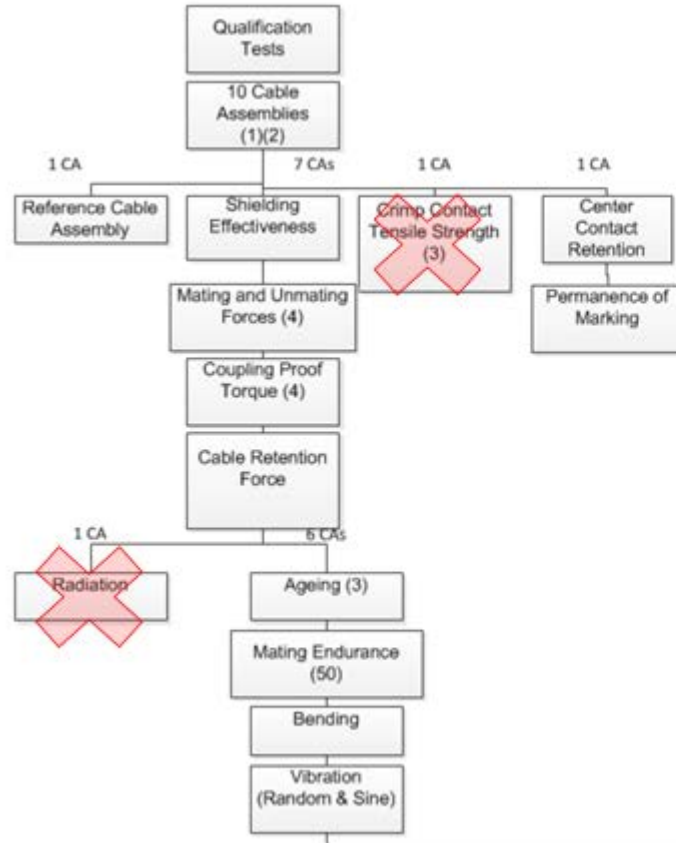 Qualification
Tests
10 Cable
Assemblies
(1)(2)
1 CA
7 CAs
1 CA
1 CA
Reference Cable
Assembly
Shielding
Effectiveness
Crimp Contact
Tensile Strength
(3)
Center
Contact
Retention
Mating and Unmating
Forces (4)
Permanence of
Marking
Coupling Proof
Torque (4)
Cable Retention
Force
1 CA
6 CAs
Radiation
Ageing (3)
Mating Endurance
(50)
Bending
Vibration
(Random & Sine)